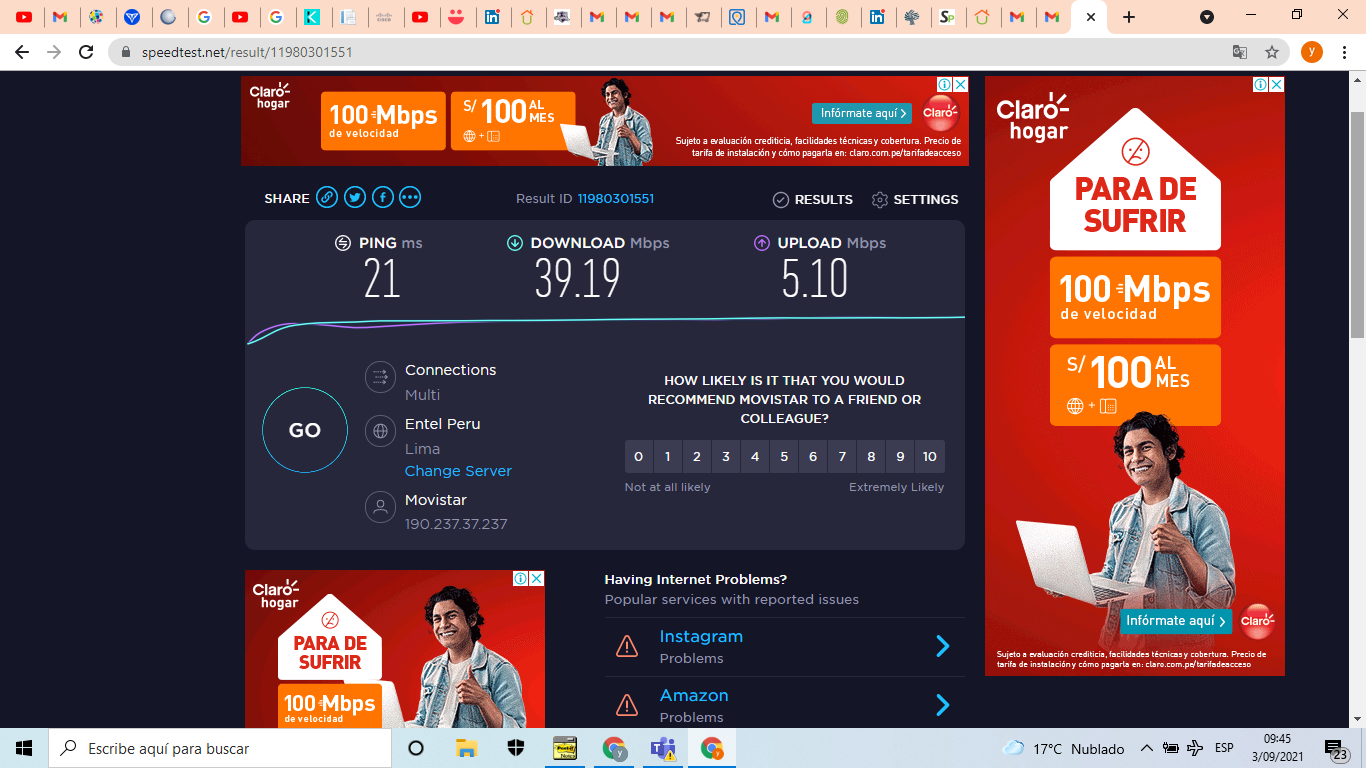 speedtest.net/result/11980301551
y
Claro
hogar
100 Mbps
de velocidad
S/ 100 AL MES
Infórmate aquí
Claro
Sujeto a evaluación crediticia, facilidades técnicas y cobertura. Precio de
tarifa de instalación y cómo pagarla en: claro.com.pe/tarifadeacceso
SHARE
Result ID 11980301551
RESULTS
SETTINGS
PING ms
21
DOWNLOAD Mbps
39.19
UPLOAD Mbps
5.10
GO
Connections
Multi
Entel Peru
Lima
Change Server
Movistar
190.237.37.237
HOW LIKELY IS IT THAT YOU WOULD
RECOMMEND MOVISTAR TO A FRIEND OR
COLLEAGUE?
0 1 2 3 4 5 6 7 8 9 10
Not at all likely
Extremely Likely
Claro
hogar
PARA DE
SUFRIR
100 Mbps
de velocidad
Having Internet Problems?
Popular services with reported issues
Instagram
Problems
Amazon
Problems
Claro
hogar
PARA DE
SUFRIR
100 Mbps
de velocidad
S/ 100 AL MES
Infórmate aquí
Claro
Sujeto a evaluación crediticia, facilidades técnicas y cobertura. Precio de
tarifa de instalación y cómo pagarla en: claro.com.pe/tarifadeacceso
Escribe aquí para buscar
17°C Nublado
ESP
09:45
3/09/2021
23